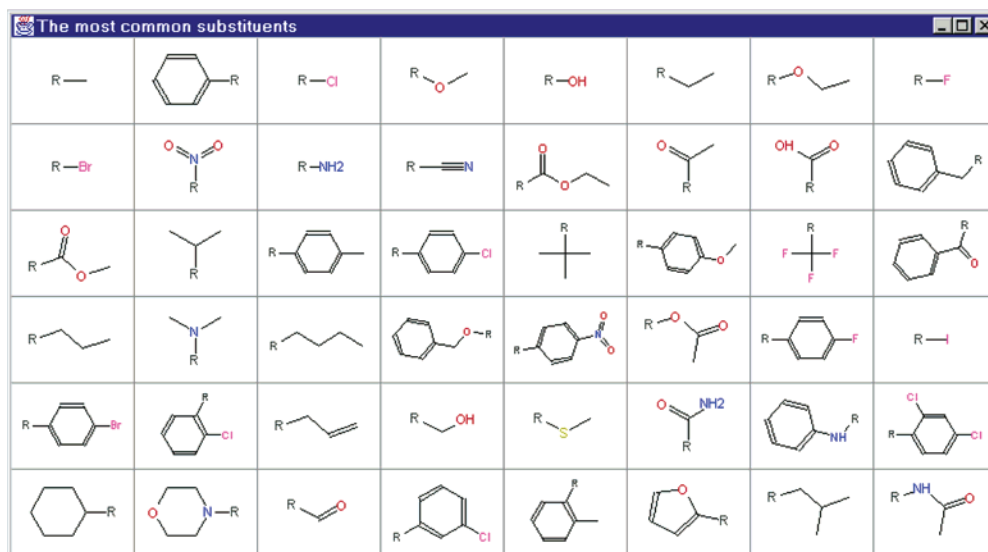 The most common substituents
R R R Cl R O R OH R R O R F
R Br O O N R R NH2 R N O R O O R OH O R R
O R O R R R Cl R R O R F F F R O
R N R R O R N O O R R O O R F R I
R Br R Cl R R OH R S O NH2 R NH R Cl R Cl
R O N R R O R Cl R O R R R NH O